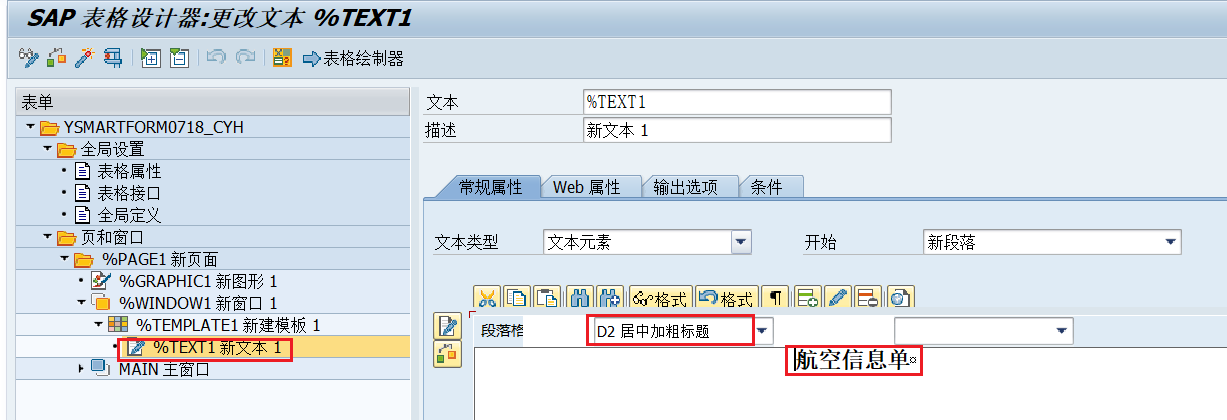 SAP 表格设计器:更改文本 %TEXT1
表格绘制器
表单
YSMARTFORM0718_CYH
全局设置
表格属性
表格接口
全局定义
页和窗口
%PAGE1 新页面
%GRAPHIC1 新图形 1
%WINDOW1 新窗口 1
%TEMPLATE1 新建模板 1
%TEXT1 新文本 1
MAIN 主窗口
文本 %TEXT1
描述 新文本 1
常规属性 Web 属性 输出选项 条件
文本类型 文本元素 开始 新段落
格式 格式
段落格 D2 居中加粗标题
航空信息单